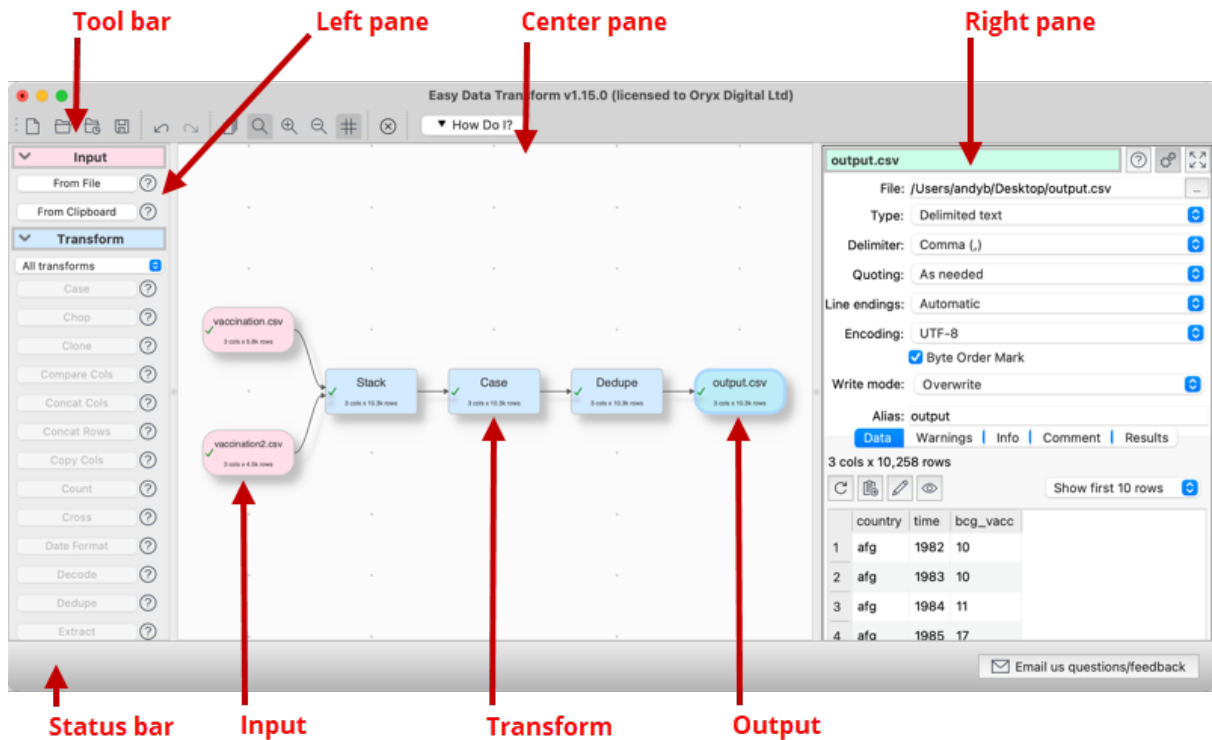 Tool bar
Left pane
Center pane
Right pane
Easy Data Transform v1.15.0 (licensed to Oryx Digital Ltd)
▼ How Do I?
Input
From File ?
From Clipboard ?
Transform
All transforms
Case ?
Chop ?
Clone ?
Compare Cols ?
Concat Cols ?
Concat Rows ?
Copy Cols ?
Count ?
Cross ?
Date Format ?
Decode ?
Dedupe ?
Extract ?
vaccination.csv
3 cols x 5.8k rows
vaccination2.csv
3 cols x 4.5k rows
Stack
3 cols x 10.3k rows
Case
3 cols x 10.3k rows
Dedupe
3 cols x 10.3k rows
output.csv
3 cols x 10.3k rows
output.csv ?
File: /Users/andyb/Desktop/output.csv ...
Type: Delimited text
Delimiter: Comma (,)
Quoting: As needed
Line endings: Automatic
Encoding: UTF-8
Byte Order Mark
Write mode: Overwrite
Alias: output
Data Warnings Info Comment Results
3 cols x 10,258 rows
Show first 10 rows
country time bcg_vacc
1 afg 1982 10
2 afg 1983 10
3 afg 1984 11
4 afg 1985 17
Email us questions/feedback
Status bar
Input
Transform
Output